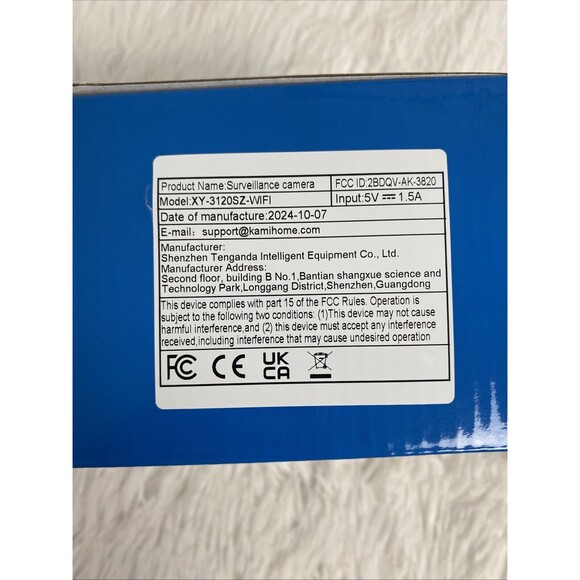 Product Name:Surveillance camera FCC ID:2BDQV-AK-3820
Model:XY-3120SZ-WIFI Input:5V 1.5A
Date of manufacture:2024-10-07
E-mail: support@kamihome.com
Manufacturer:
Shenzhen Tenganda Intelligent Equipment Co., Ltd.
Manufacturer Address:
Second floor, building B No.1,Bantian shangxue science and
Technology Park,Longgang District,Shenzhen,Guangdong
This device complies with part 15 of the FCC Rules. Operation is
subject to the following two conditions: (1)This device may not cause
harmful interference,and (2) this device must accept any interference
received,including interference that may cause undesired operation
FC CE UK
CA